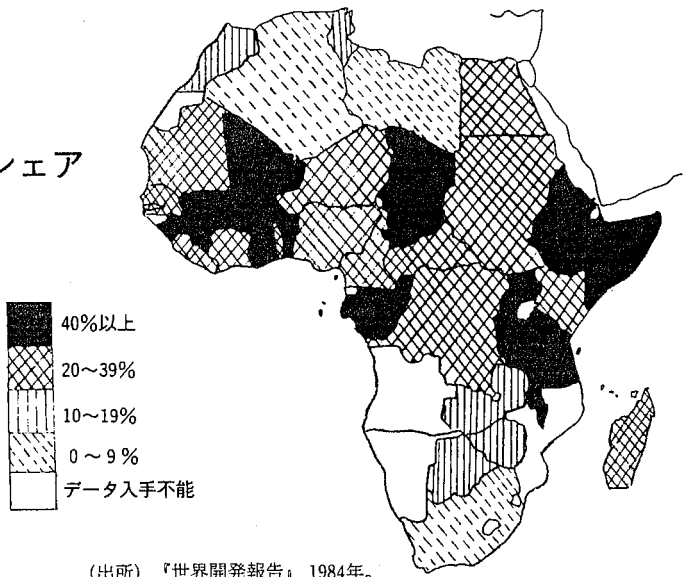 シェア
40%以上
20～39%
10～19%
0～9%
データ入手不能
(出所) 『世界開発報告』 1984年。